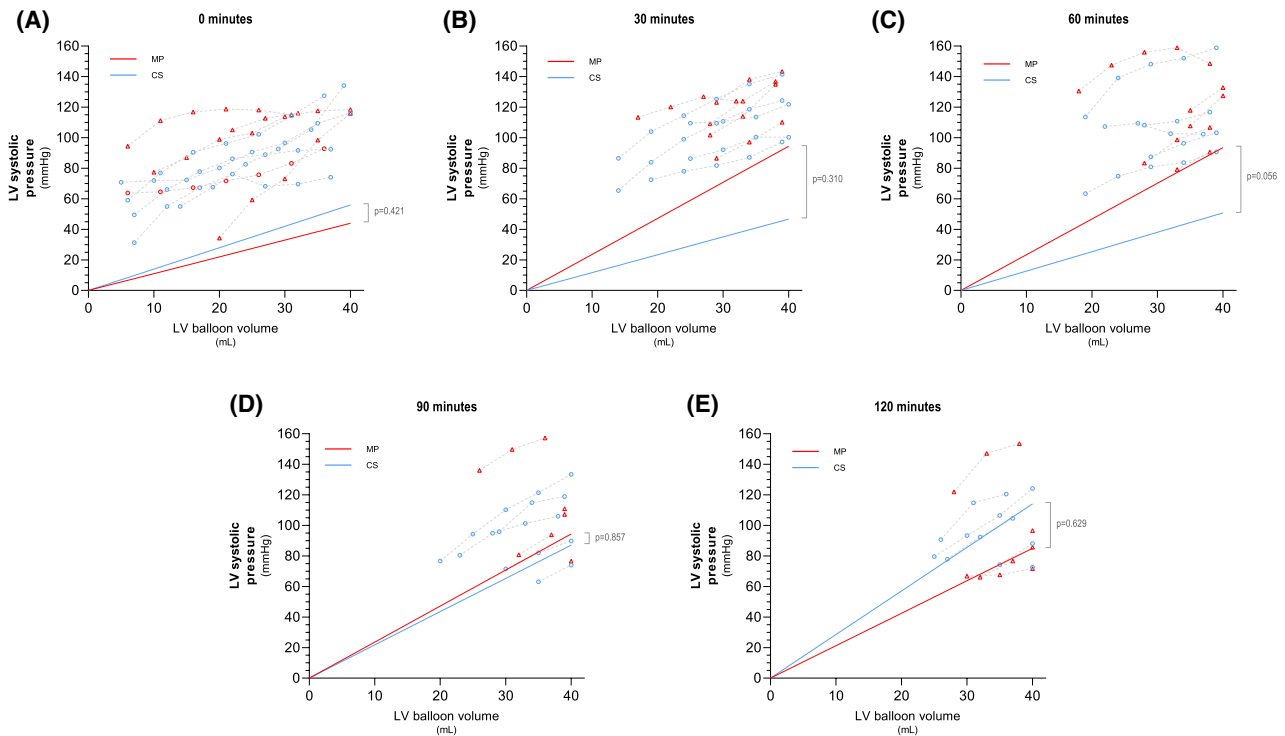 (A)
0 minutes
LV systolic
pressure
(mmHg)
160
140
120
100
80
60
40
20
0
MP
CS
p=0.421
0 10 20 30 40
LV balloon volume
(mL)
(B)
30 minutes
LV systolic
pressure
(mmHg)
160
140
120
100
80
60
40
20
0
MP
CS
p=0.310
0 10 20 30 40
LV balloon volume
(mL)
(C)
60 minutes
LV systolic
pressure
(mmHg)
160
140
120
100
80
60
40
20
0
MP
CS
p=0.056
0 10 20 30 40
LV balloon volume
(mL)
(D)
90 minutes
LV systolic
pressure
(mmHg)
160
140
120
100
80
60
40
20
0
MP
CS
p=0.857
0 10 20 30 40
LV balloon volume
(mL)
(E)
120 minutes
LV systolic
pressure
(mmHg)
160
140
120
100
80
60
40
20
0
MP
CS
p=0.629
0 10 20 30 40
LV balloon volume
(mL)